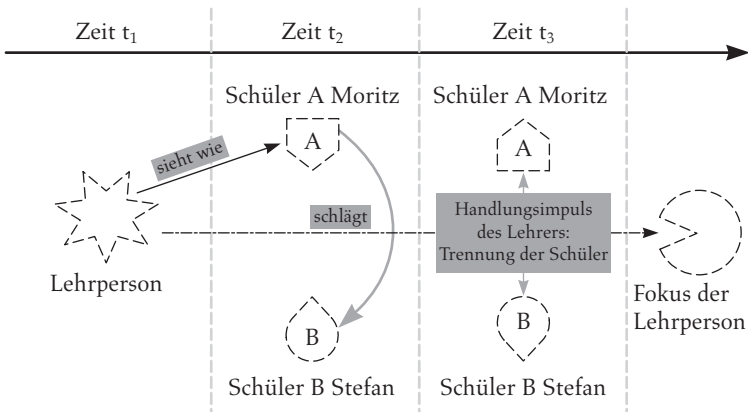 Zeit t₁
Zeit t₂
Zeit t₃
Schüler A Moritz
Schüler A Moritz
sieht wie
A
A
schlägt
Handlungsimpuls
des Lehrers:
Trennung der Schüler
Lehrperson
Fokus der
Lehrperson
B
B
Schüler B Stefan
Schüler B Stefan